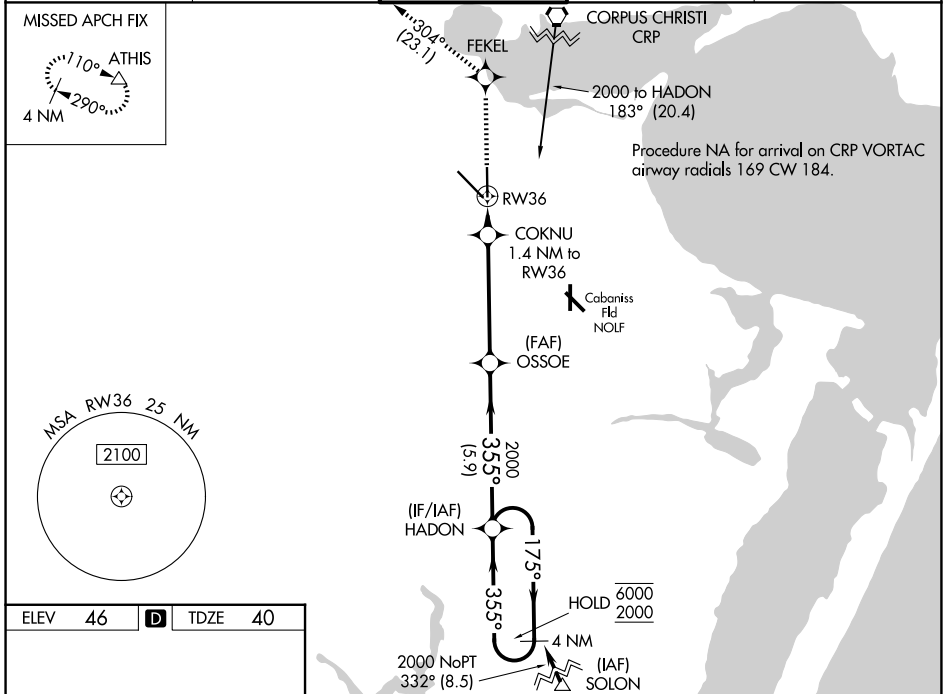 MISSED APCH FIX
110°
ATHIS
4 NM
290°
304°
(23.1)
FEKEL
CORPUS CHRISTI
CRP
2000 to HADON
183° (20.4)
Procedure NA for arrival on CRP VORTAC
airway radials 169 CW 184.
RW36
COKNU
1.4 NM to
RW36
Cabaniss
Fld
NOLF
(FAF)
OSSOE
MSA RW36 25 NM
2100
2000
355°
(5.9)
(IF/IAF)
HADON
175°
355°
HOLD
6000
2000
4 NM
2000 NoPT
332° (8.5)
(IAF)
SOLON
ELEV 46 D TDZE 40